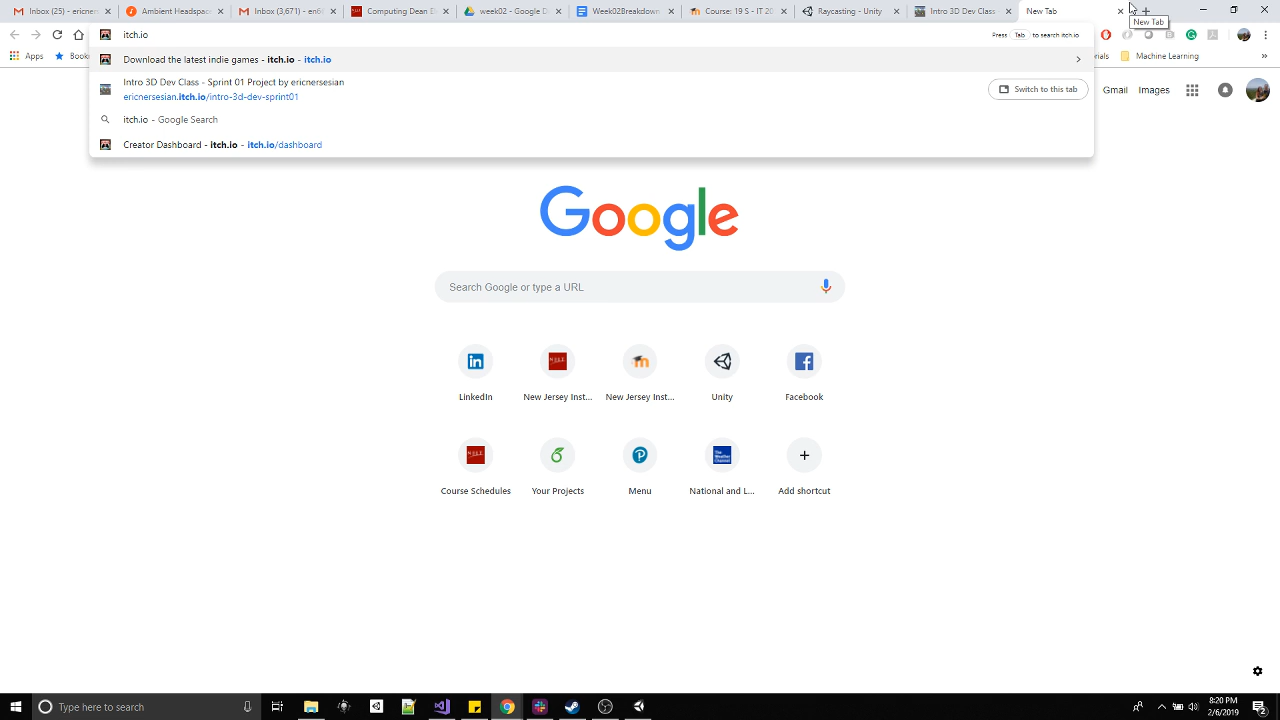 Inbox (25) - ericners
Ambient Headspac
Inbox (3,671) - en6
Computing Dean E
week02 - Google D
Week02Breakdown
Course: 19 S - IT 20
Raycasting - Unity
Intro 3D Dev Class
New Tab
New Tab
itch.io
Press Tab to search itch.io
Apps
Book
Download the latest indie games - itch.io - itch.io
rials
Machine Learning
»
Intro 3D Dev Class - Sprint 01 Project by ericnersesian
ericnersesian.itch.io/intro-3d-dev-sprint01
Switch to this tab
Gmail
Images
itch.io - Google Search
Creator Dashboard - itch.io - itch.io/dashboard
Google
Search Google or type a URL
LinkedIn
New Jersey Inst...
New Jersey Inst...
Unity
Facebook
Course Schedules
Your Projects
Menu
National and L...
Add shortcut
Type here to search
8:20 PM
2/6/2019